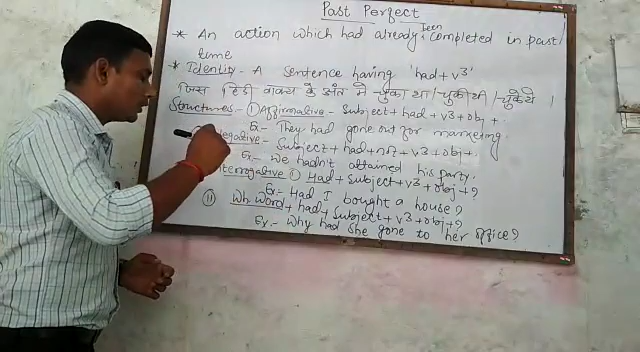 Past Perfect
* An action which had already been completed in past
time
* Identity - A sentence having 'had + v3'
जिस हिंदी वाक्य के अंत में चुका था / चुकी थी / चुके थे ।
Structures - ① Affirmative - Subject + had + v3 + obj + .
Ex - They had gone out for marketing.
Negative - Subject + had + not + v3 + obj + .
Ex - We hadn't attained his party.
Interrogative ① Had + subject + v3 + obj + ?
Ex - Had I bought a house?
⑪ Wh word + had + subject + v3 + obj + ?
Ex - Why had she gone to her office?